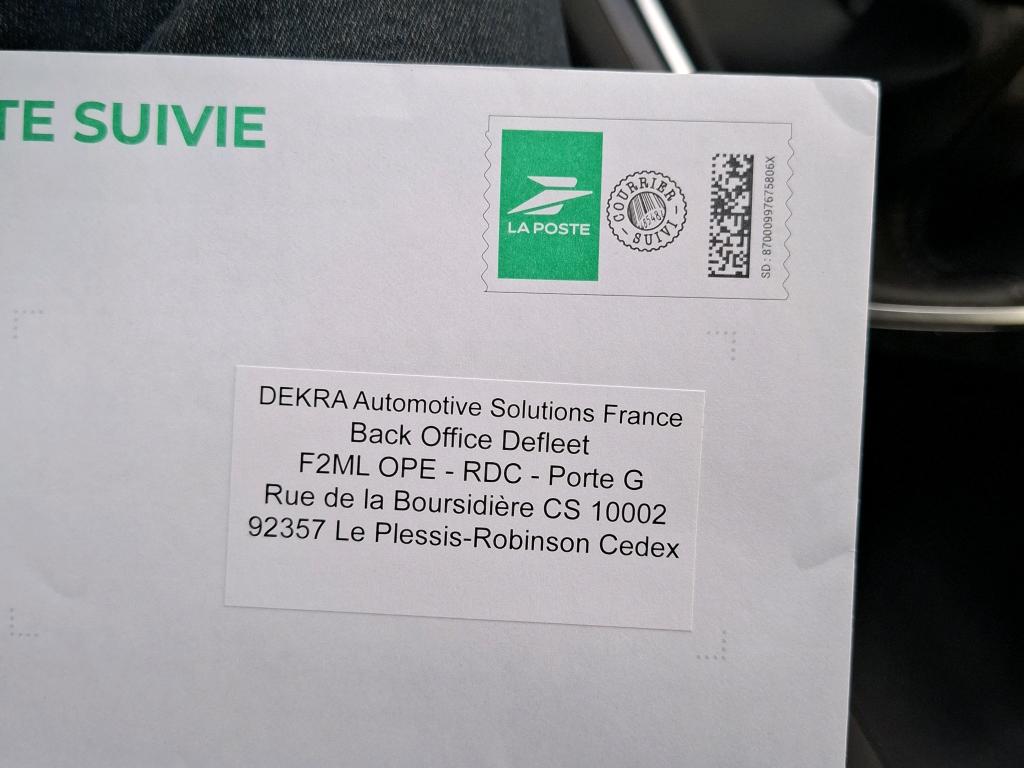 TE SUIVIE
LA POSTE
COURRIER
SUIVI
SD : 87000997675806X
DEKRA Automotive Solutions France
Back Office Defleet
F2ML OPE - RDC - Porte G
Rue de la Boursidière CS 10002
92357 Le Plessis-Robinson Cedex